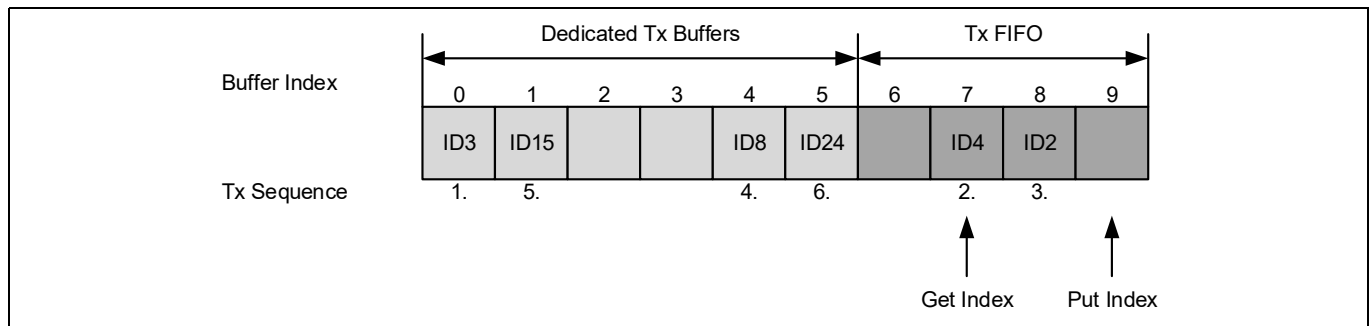 Dedicated Tx Buffers Tx FIFO
Buffer Index
0 1 2 3 4 5 6 7 8 9
ID3 ID15 ID8 ID24 ID4 ID2
Tx Sequence 1. 5. 4. 6. 2. 3.
Get Index Put Index